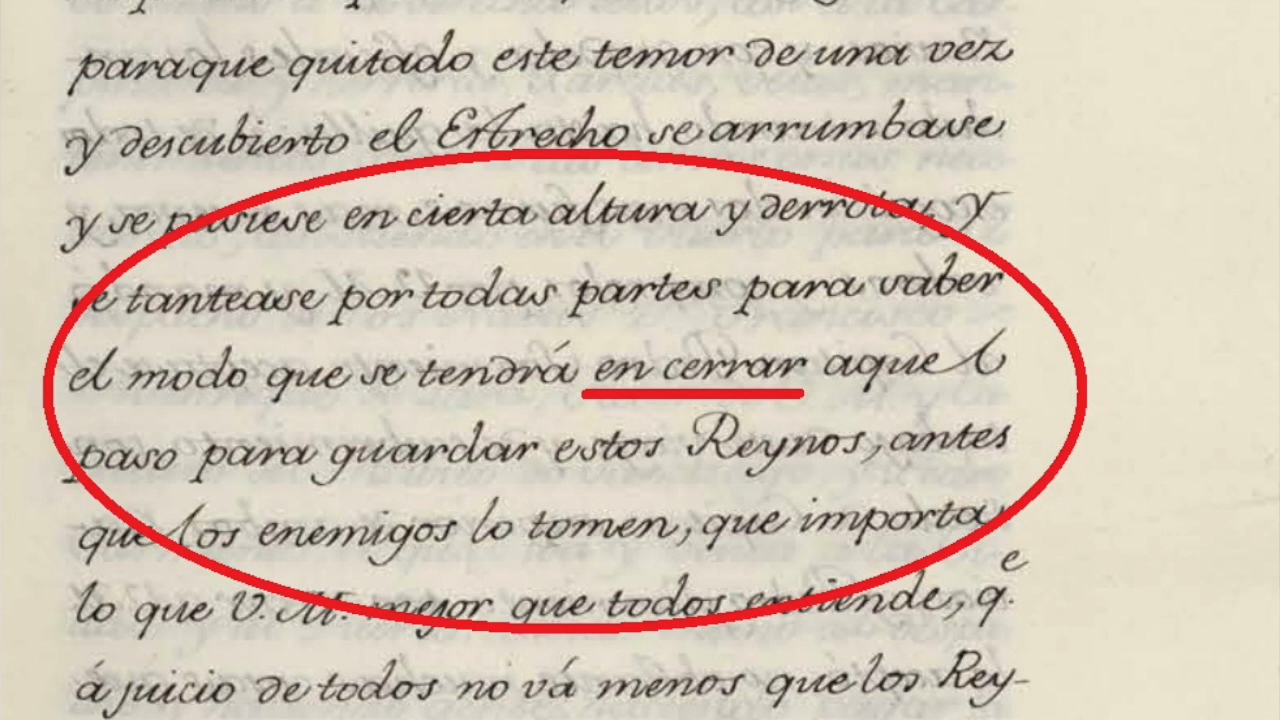 paraque quitado este temor de una vez
y descubierto el Estrecho se arrumbase
y se pusiese en cierta altura y derrota, y
se tantease por todas partes para saber
el modo que se tendrá en cerrar aquel
paso para guardar estos Reynos, antes
que los enemigos lo tomen, que importa
lo que V. M. mejor que todos entiende, q.e
á juicio de todos no vá menos que los Rey-